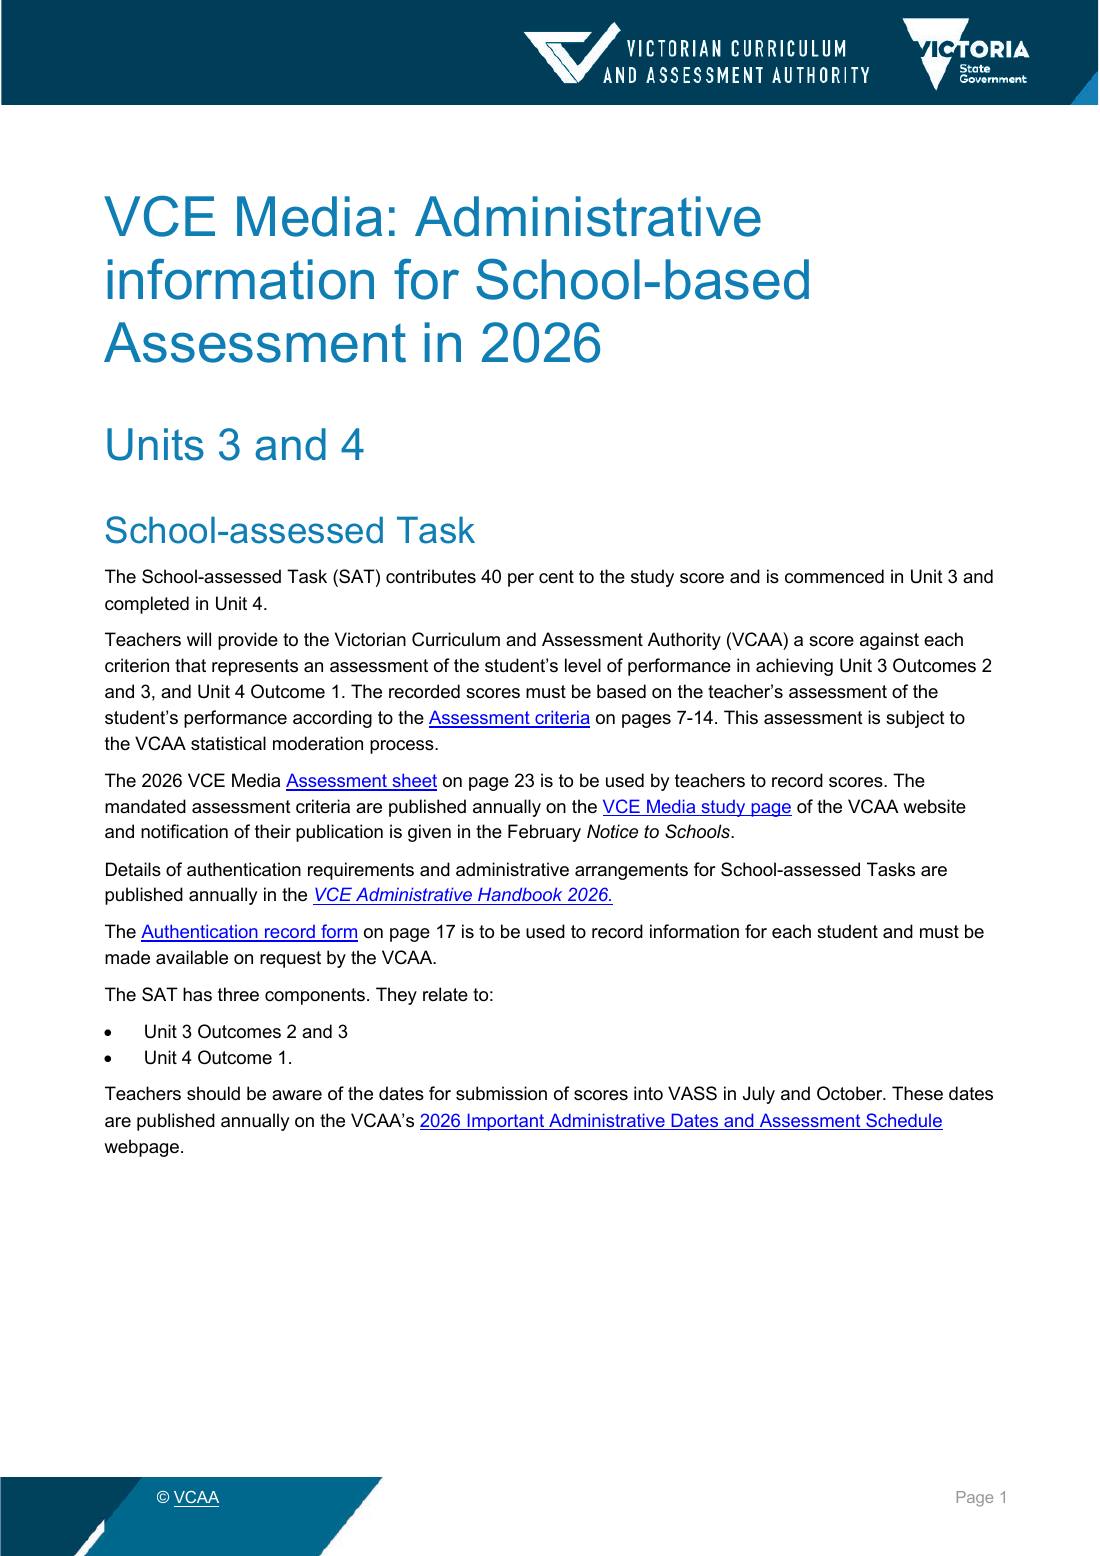 VICTORIAN CURRICULUM
AND ASSESSMENT AUTHORITY
VICTORIA
State
Government
VCE Media: Administrative
information for School-based
Assessment in 2026
Units 3 and 4
School-assessed Task
The School-assessed Task (SAT) contributes 40 per cent to the study score and is commenced in Unit 3 and
completed in Unit 4.
Teachers will provide to the Victorian Curriculum and Assessment Authority (VCAA) a score against each
criterion that represents an assessment of the student’s level of performance in achieving Unit 3 Outcomes 2
and 3, and Unit 4 Outcome 1. The recorded scores must be based on the teacher’s assessment of the
student’s performance according to the Assessment criteria on pages 7-14. This assessment is subject to
the VCAA statistical moderation process.
The 2026 VCE Media Assessment sheet on page 23 is to be used by teachers to record scores. The
mandated assessment criteria are published annually on the VCE Media study page of the VCAA website
and notification of their publication is given in the February Notice to Schools.
Details of authentication requirements and administrative arrangements for School-assessed Tasks are
published annually in the VCE Administrative Handbook 2026.
The Authentication record form on page 17 is to be used to record information for each student and must be
made available on request by the VCAA.
The SAT has three components. They relate to:
• Unit 3 Outcomes 2 and 3
• Unit 4 Outcome 1.
Teachers should be aware of the dates for submission of scores into VASS in July and October. These dates
are published annually on the VCAA’s 2026 Important Administrative Dates and Assessment Schedule
webpage.
© VCAA
Page 1